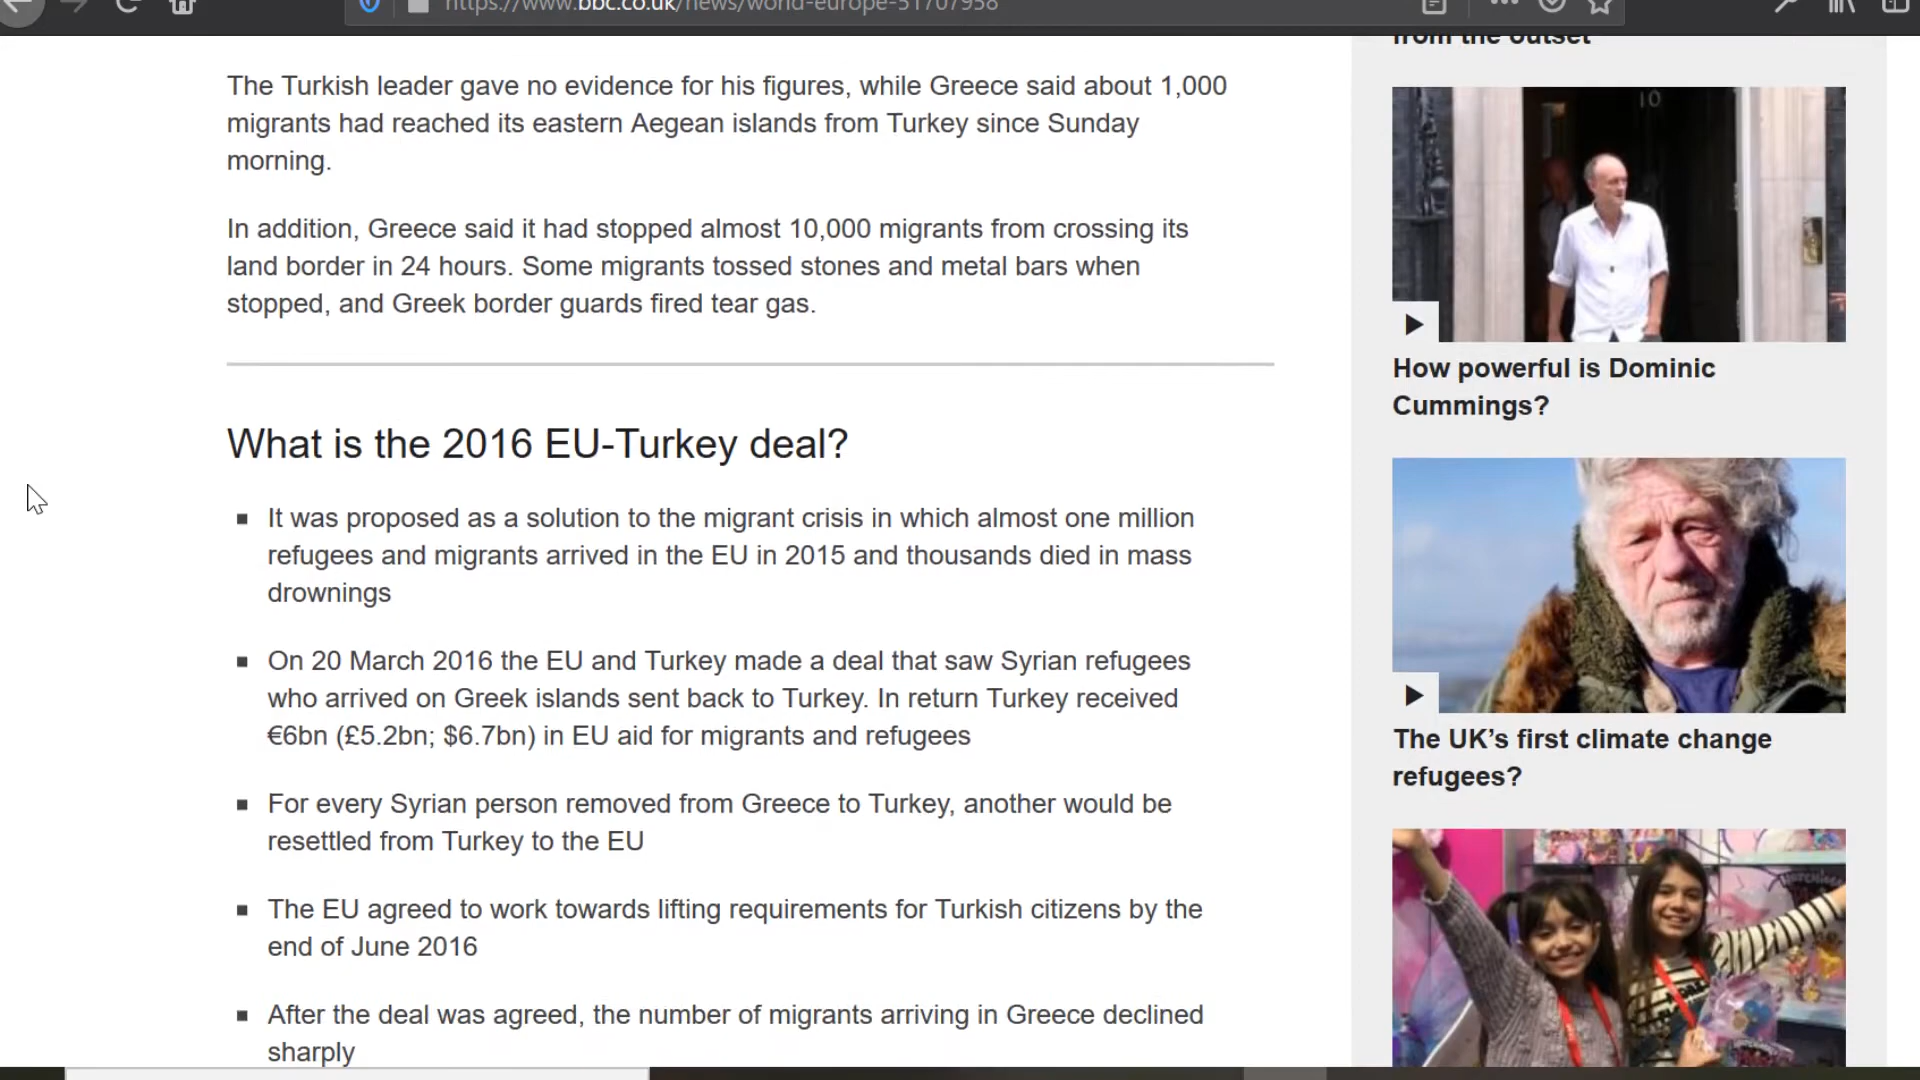 https://www.bbc.co.uk/news/world-europe-51707958
The Turkish leader gave no evidence for his figures, while Greece said about 1,000
migrants had reached its eastern Aegean islands from Turkey since Sunday
morning.
In addition, Greece said it had stopped almost 10,000 migrants from crossing its
land border in 24 hours. Some migrants tossed stones and metal bars when
stopped, and Greek border guards fired tear gas.
What is the 2016 EU-Turkey deal?
It was proposed as a solution to the migrant crisis in which almost one million
refugees and migrants arrived in the EU in 2015 and thousands died in mass
drownings
On 20 March 2016 the EU and Turkey made a deal that saw Syrian refugees
who arrived on Greek islands sent back to Turkey. In return Turkey received
€6bn (£5.2bn; $6.7bn) in EU aid for migrants and refugees
For every Syrian person removed from Greece to Turkey, another would be
resettled from Turkey to the EU
The EU agreed to work towards lifting requirements for Turkish citizens by the
end of June 2016
After the deal was agreed, the number of migrants arriving in Greece declined
sharply
from the outset
10
How powerful is Dominic
Cummings?
The UK’s first climate change
refugees?